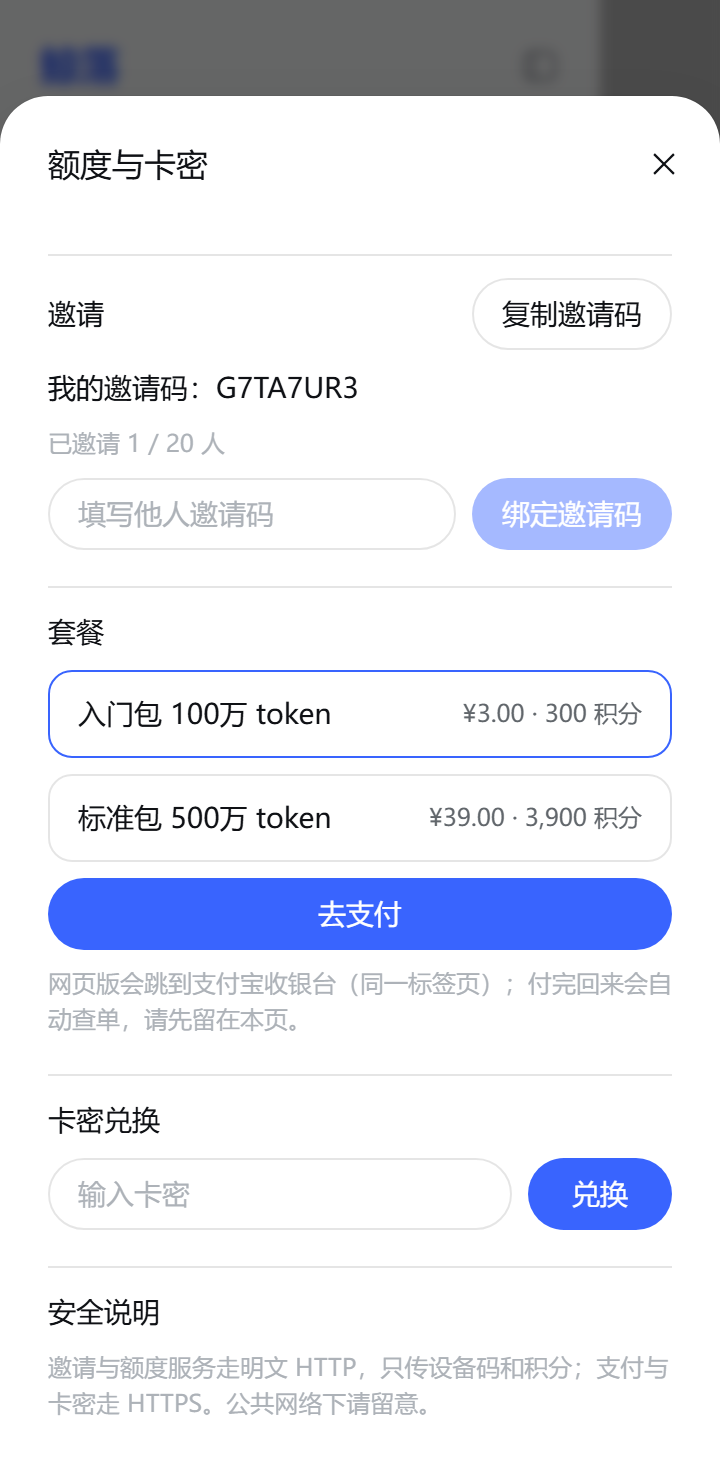 额度与卡密
邀请
复制邀请码
我的邀请码：G7TA7UR3
已邀请 1 / 20 人
填写他人邀请码
绑定邀请码
套餐
入门包 100万 token
¥3.00 · 300 积分
标准包 500万 token
¥39.00 · 3,900 积分
去支付
网页版会跳到支付宝收银台（同一标签页）；付完回来会自
动查单，请先留在本页。
卡密兑换
输入卡密
兑换
安全说明
邀请与额度服务走明文 HTTP，只传设备码和积分；支付与
卡密走 HTTPS。公共网络下请留意。